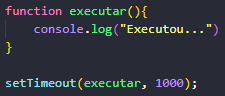 function executar(){
    console.log("Executou...")
}

setTimeout(executar, 1000);